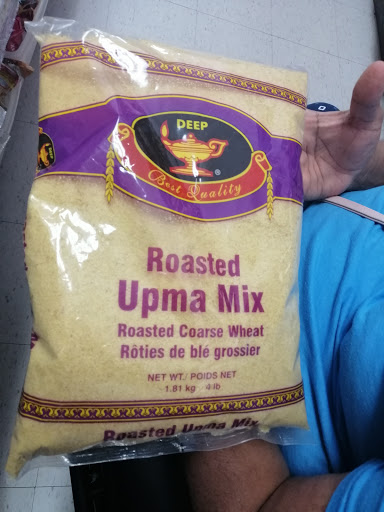 DEEP
®
Best Quality
Roasted
Upma Mix
Roasted Coarse Wheat
Rôties de blé grossier
NET WT./ POIDS NET
1.81 kg 4 lb
Roasted Upma Mix